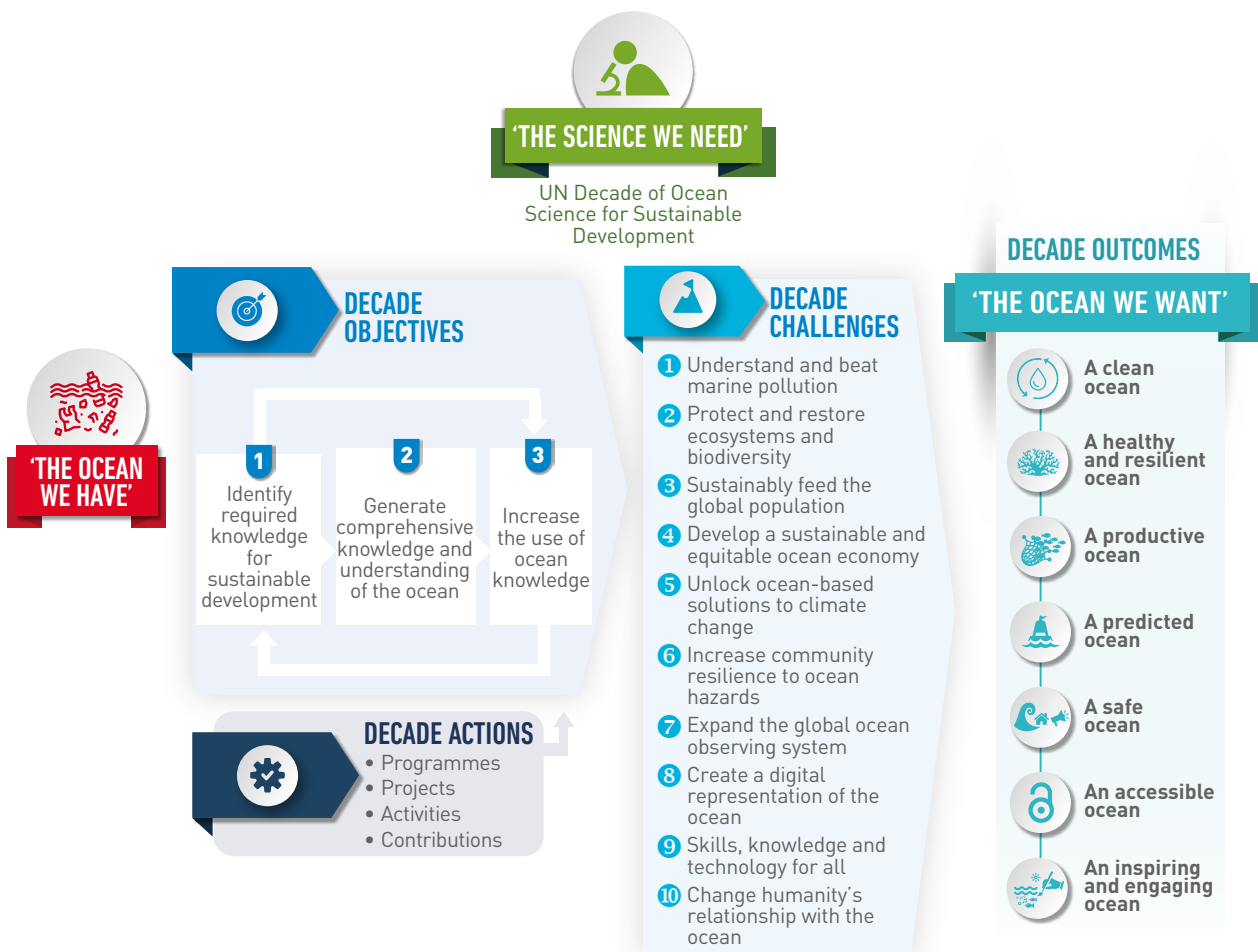 ‘THE SCIENCE WE NEED’
UN Decade of Ocean
Science for Sustainable
Development
‘THE OCEAN
WE HAVE’
DECADE
OBJECTIVES
1
Identify
required
knowledge
for
sustainable
development
2
Generate
comprehensive
knowledge and
understanding
of the ocean
3
Increase
the use of
ocean
knowledge
DECADE ACTIONS
• Programmes
• Projects
• Activities
• Contributions
DECADE
CHALLENGES
1 Understand and beat
marine pollution
2 Protect and restore
ecosystems and
biodiversity
3 Sustainably feed the
global population
4 Develop a sustainable and
equitable ocean economy
5 Unlock ocean-based
solutions to climate
change
6 Increase community
resilience to ocean
hazards
7 Expand the global ocean
observing system
8 Create a digital
representation of the
ocean
9 Skills, knowledge and
technology for all
10 Change humanity’s
relationship with the
ocean
DECADE OUTCOMES
‘THE OCEAN WE WANT’
A clean
ocean
A healthy
and resilient
ocean
A productive
ocean
A predicted
ocean
A safe
ocean
An accessible
ocean
An inspiring
and engaging
ocean